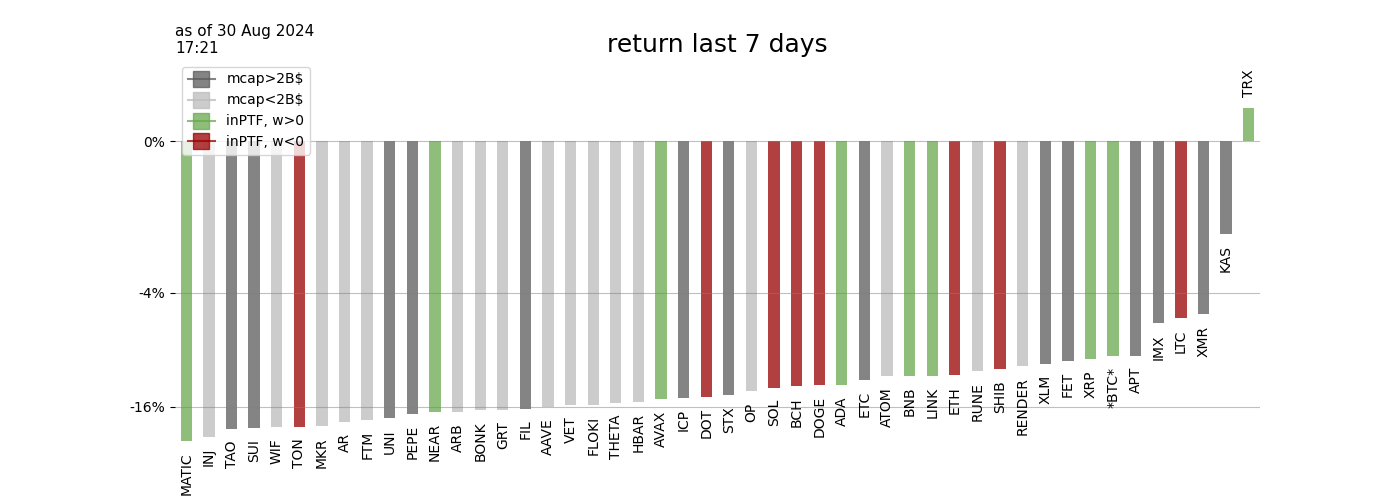 as of 30 Aug 2024
17:21
return last 7 days
mcap>2B$
mcap<2B$
inPTF, w>0
inPTF, w<0
0%
-4%
-16%
MATIC
INJ
TAO
SUI
WIF
TON
MKR
AR
FTM
UNI
PEPE
NEAR
ARB
BONK
GRT
FIL
AAVE
VET
FLOKI
THETA
HBAR
AVAX
ICP
DOT
STX
OP
SOL
BCH
DOGE
ADA
ETC
ATOM
BNB
LINK
ETH
RUNE
SHIB
RENDER
XLM
FET
XRP
*BTC*
APT
IMX
LTC
XMR
KAS
TRX